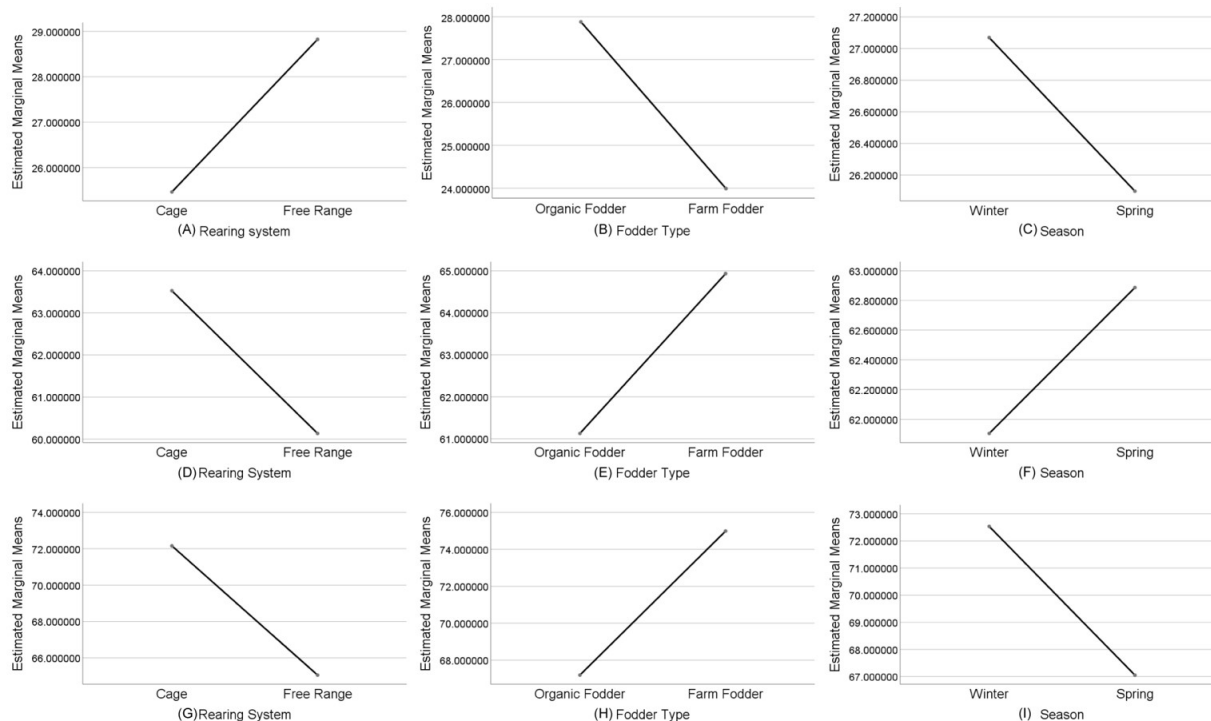 Estimated Marginal Means
29.000000
28.000000
27.000000
26.000000
Cage Free Range
(A) Rearing system
Estimated Marginal Means
28.000000
27.000000
26.000000
25.000000
24.000000
Organic Fodder Farm Fodder
(B) Fodder Type
Estimated Marginal Means
27.200000
27.000000
26.800000
26.600000
26.400000
26.200000
Winter Spring
(C) Season
Estimated Marginal Means
64.000000
63.000000
62.000000
61.000000
60.000000
Cage Free Range
(D) Rearing System
Estimated Marginal Means
65.000000
64.000000
63.000000
62.000000
61.000000
Organic Fodder Farm Fodder
(E) Fodder Type
Estimated Marginal Means
63.000000
62.800000
62.600000
62.400000
62.200000
62.000000
Winter Spring
(F) Season
Estimated Marginal Means
74.000000
72.000000
70.000000
68.000000
66.000000
Cage Free Range
(G) Rearing System
Estimated Marginal Means
76.000000
74.000000
72.000000
70.000000
68.000000
Organic Fodder Farm Fodder
(H) Fodder Type
Estimated Marginal Means
73.000000
72.000000
71.000000
70.000000
69.000000
68.000000
67.000000
Winter Spring
(I) Season